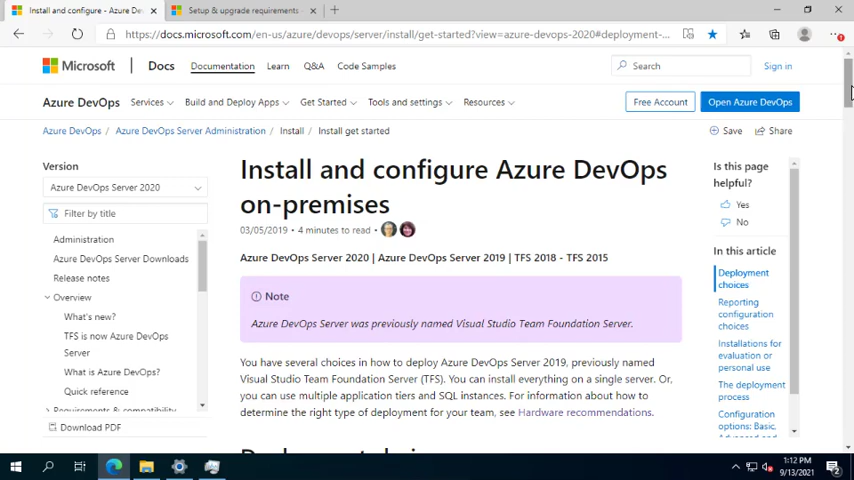 Install and configure - Azure De
Setup & upgrade requirements -
https://docs.microsoft.com/en-us/azure/devops/server/install/get-started?view=azure-devops-2020#deployment-...
Microsoft
Docs
Documentation
Learn
Q&A
Code Samples
Search
Sign in
Azure DevOps
Services
Build and Deploy Apps
Get Started
Tools and settings
Resources
Free Account
Open Azure DevOps
Azure DevOps / Azure DevOps Server Administration / Install / Install get started
Save
Share
Version
Azure DevOps Server 2020
Filter by title
Administration
Azure DevOps Server Downloads
Release notes
Overview
What's new?
TFS is now Azure DevOps
Server
What is Azure DevOps?
Quick reference
Requirements & compatibility
Download PDF
Install and configure Azure DevOps
on-premises
03/05/2019 • 4 minutes to read •
Azure DevOps Server 2020 | Azure DevOps Server 2019 | TFS 2018 - TFS 2015
Note
Azure DevOps Server was previously named Visual Studio Team Foundation Server.
You have several choices in how to deploy Azure DevOps Server 2019, previously named
Visual Studio Team Foundation Server (TFS). You can install everything on a single server. Or,
you can use multiple application tiers and SQL instances. For information about how to
determine the right type of deployment for your team, see Hardware recommendations.
Is this page
helpful?
Yes
No
In this article
Deployment
choices
Reporting
configuration
choices
Installations for
evaluation or
personal use
The deployment
process
Configuration
options: Basic,
Advanced and
1:12 PM
9/13/2021
2